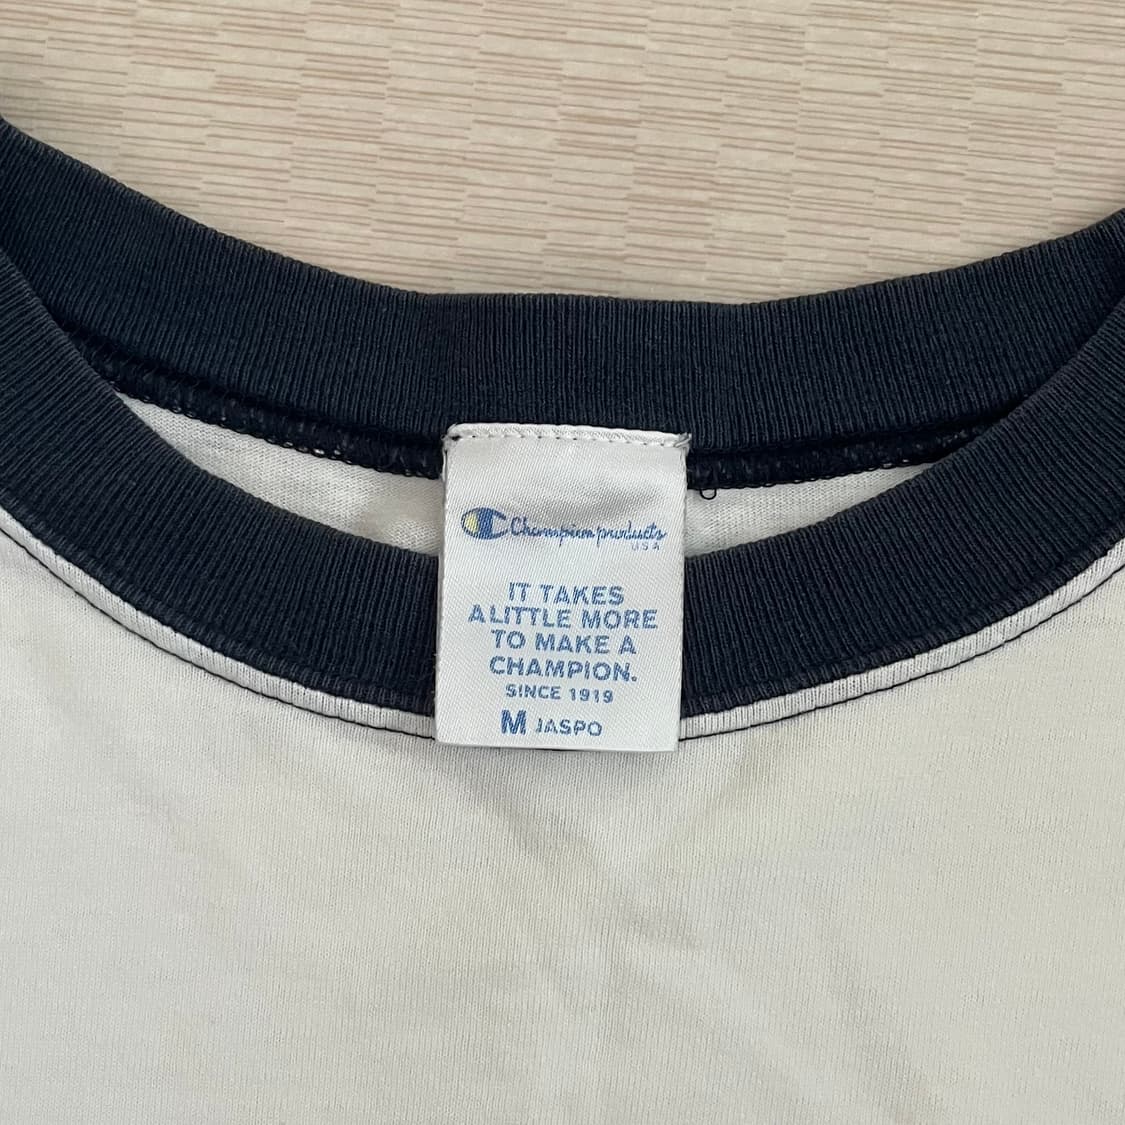 Champion products
USA
IT TAKES
A LITTLE MORE
TO MAKE A
CHAMPION.
SINCE 1919
M JASPO